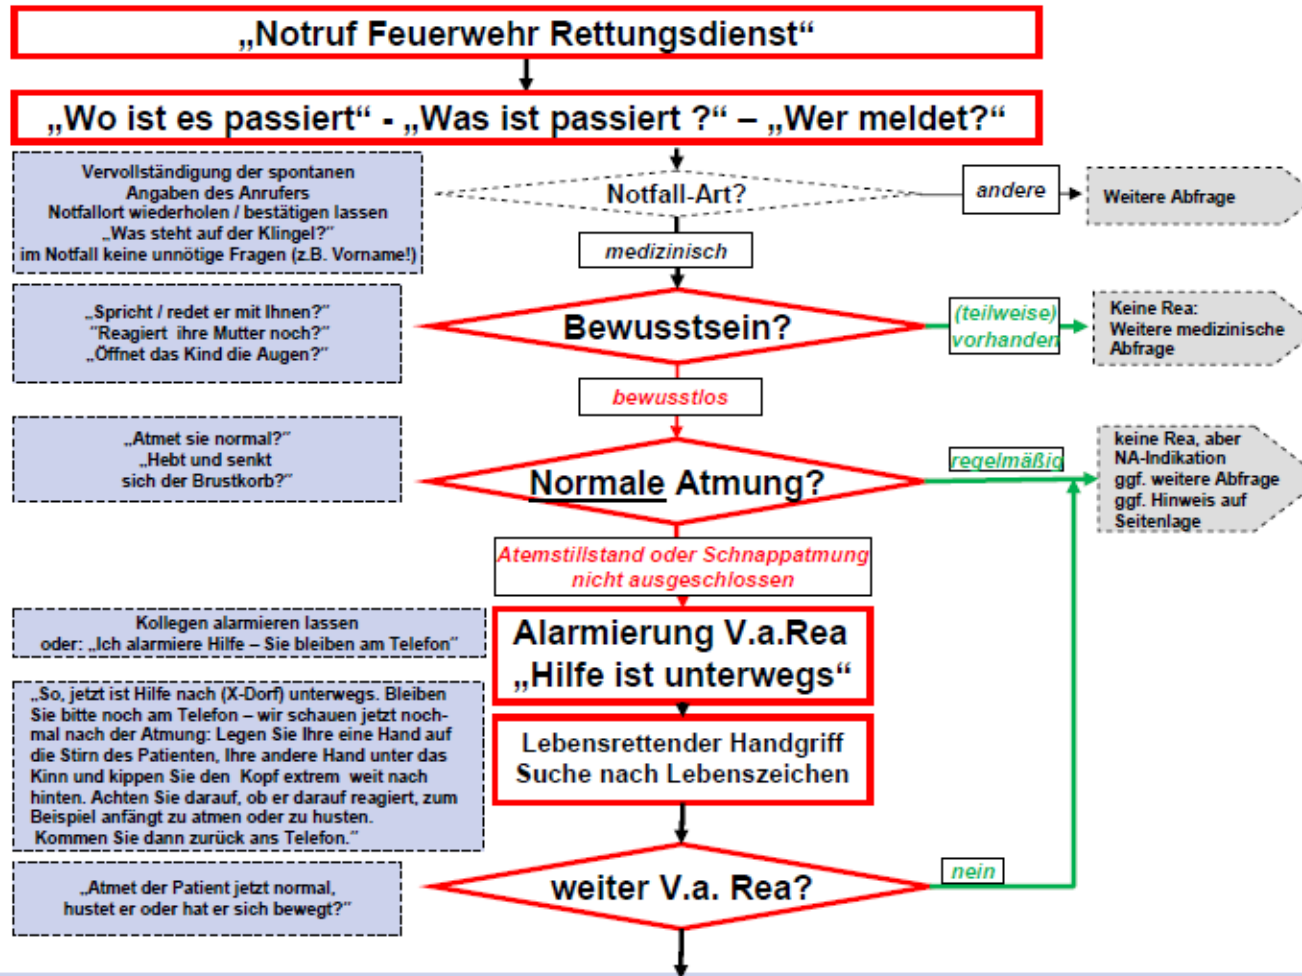 „Notruf Feuerwehr Rettungsdienst“
„Wo ist es passiert“ - „Was ist passiert ?“ – „Wer meldet?“
Vervollständigung der spontanen
Angaben des Anrufers
Notfallort wiederholen / bestätigen lassen
„Was steht auf der Klingel?”
im Notfall keine unnötige Fragen (z.B. Vorname!)
Notfall-Art?
andere
Weitere Abfrage
medizinisch
„Spricht / redet er mit Ihnen?”
”Reagiert ihre Mutter noch?”
„Öffnet das Kind die Augen?”
Bewusstsein?
(teilweise)
vorhanden
Keine Rea:
Weitere medizinische
Abfrage
bewusstlos
„Atmet sie normal?”
„Hebt und senkt
sich der Brustkorb?”
Normale Atmung?
regelmäßig
keine Rea, aber
NA-Indikation
ggf. weitere Abfrage
ggf. Hinweis auf
Seitenlage
Atemstillstand oder Schnappatmung
nicht ausgeschlossen
Kollegen alarmieren lassen
oder: „Ich alarmiere Hilfe – Sie bleiben am Telefon”
Alarmierung V.a.Rea
„Hilfe ist unterwegs“
„So, jetzt ist Hilfe nach (X-Dorf) unterwegs. Bleiben
Sie bitte noch am Telefon – wir schauen jetzt noch-
mal nach der Atmung: Legen Sie Ihre eine Hand auf
die Stirn des Patienten, Ihre andere Hand unter das
Kinn und kippen Sie den Kopf extrem weit nach
hinten. Achten Sie darauf, ob er darauf reagiert, zum
Beispiel anfängt zu atmen oder zu husten.
Kommen Sie dann zurück ans Telefon.”
Lebensrettender Handgriff
Suche nach Lebenszeichen
„Atmet der Patient jetzt normal,
hustet er oder hat er sich bewegt?”
weiter V.a. Rea?
nein